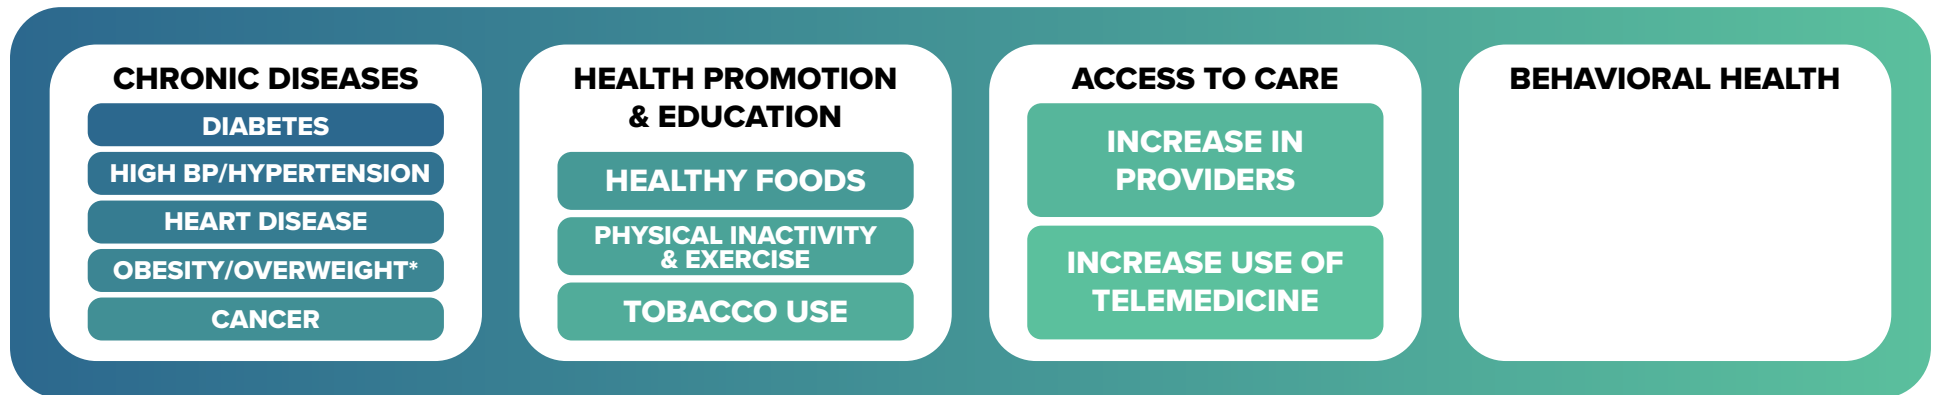 CHRONIC DISEASES
DIABETES
HIGH BP/HYPERTENSION
HEART DISEASE
OBESITY/OVERWEIGHT*
CANCER
HEALTH PROMOTION
& EDUCATION
HEALTHY FOODS
PHYSICAL INACTIVITY
& EXERCISE
TOBACCO USE
ACCESS TO CARE
INCREASE IN
PROVIDERS
INCREASE USE OF
TELEMEDICINE
BEHAVIORAL HEALTH